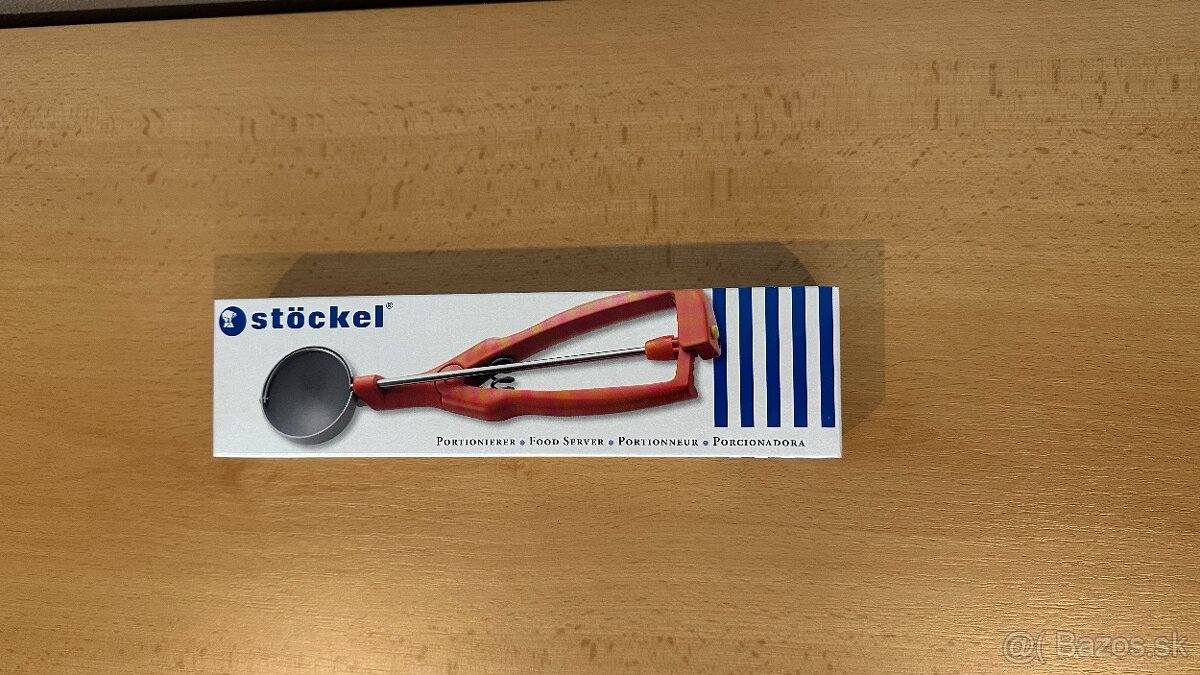 stöckel®
Portionierer • Food Server • Portionneur • Porcionadora
@( Bazos.sk